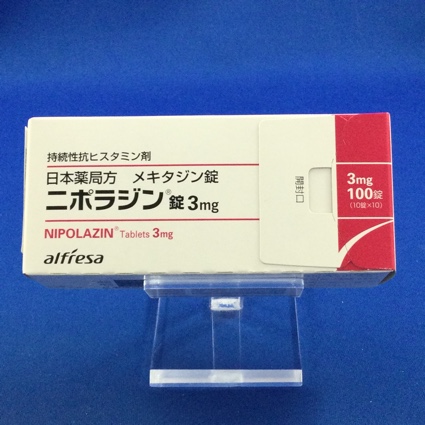 持続性抗ヒスタミン剤
日本薬局方 メキタジン錠
ニポラジン®錠3mg
NIPOLAZIN® Tablets 3mg
alfresa
開封口
3mg
100錠
(10錠×10)